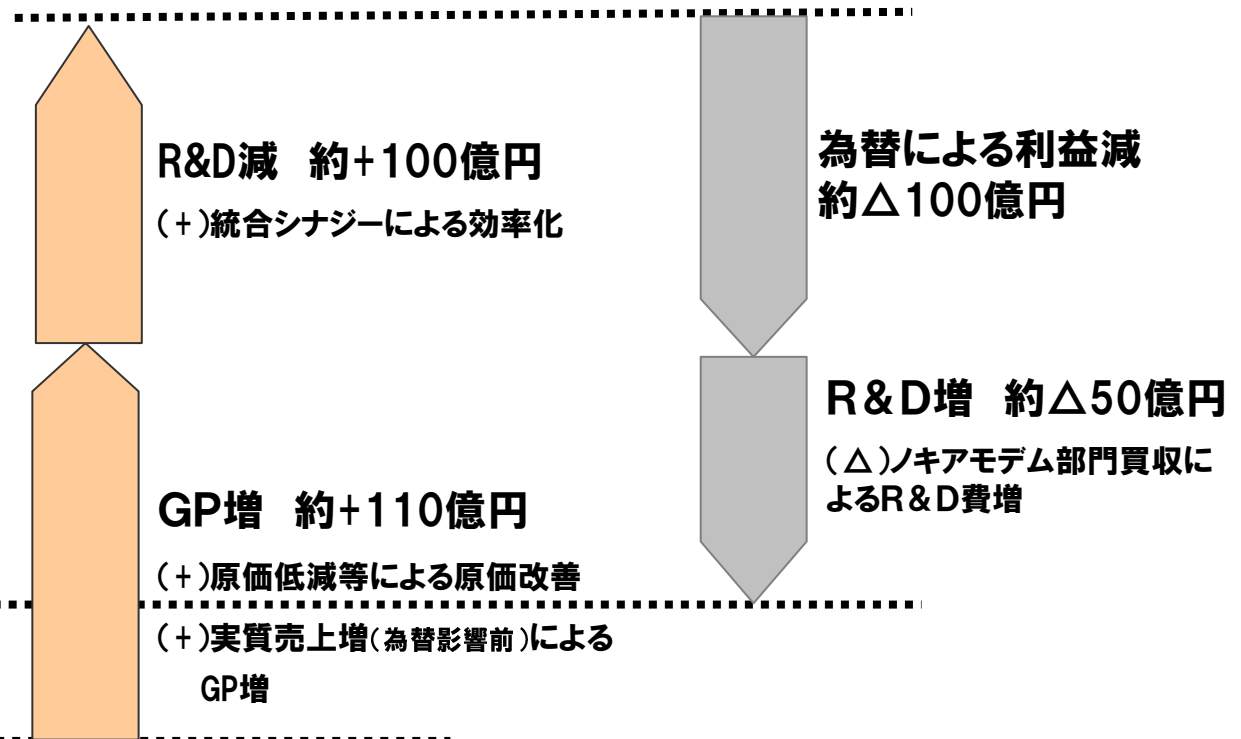 R&D減 約+100億円
(+)統合シナジーによる効率化
GP増 約+110億円
(+)原価低減等による原価改善
(+)実質売上増(為替影響前)による
GP増
為替による利益減
約△100億円
R&D増 約△50億円
(△)ノキアモデム部門買収に
よるR&D費増